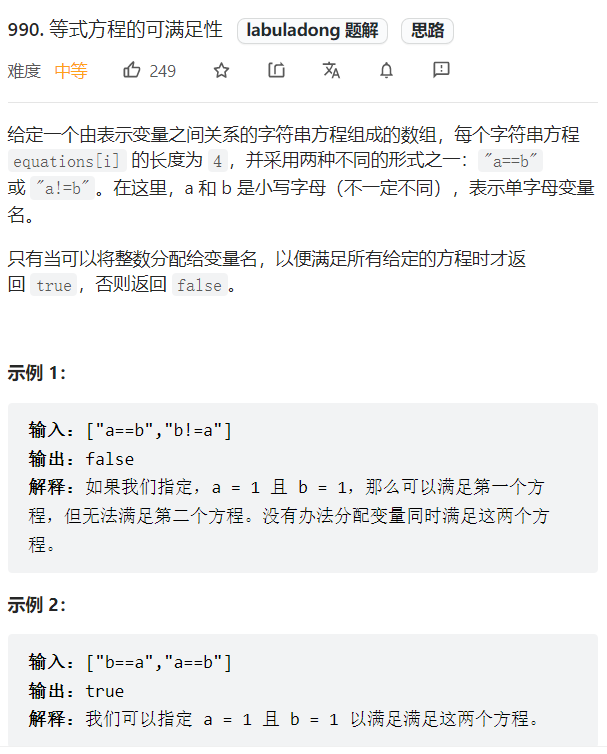 990. 等式方程的可满足性 labuladong 题解 思路
难度 中等 249
给定一个由表示变量之间关系的字符串方程组成的数组，每个字符串方程
equations[i] 的长度为 4，并采用两种不同的形式之一："a==b"
或 "a!=b"。在这里，a 和 b 是小写字母（不一定不同），表示单字母变量
名。
只有当可以将整数分配给变量名，以便满足所有给定的方程时才返
回 true，否则返回 false。
示例 1：
输入：["a==b","b!=a"]
输出：false
解释：如果我们指定，a = 1 且 b = 1，那么可以满足第一个方
程，但无法满足第二个方程。没有办法分配变量同时满足这两个方
程。
示例 2：
输入：["b==a","a==b"]
输出：true
解释：我们可以指定 a = 1 且 b = 1 以满足满足这两个方程。